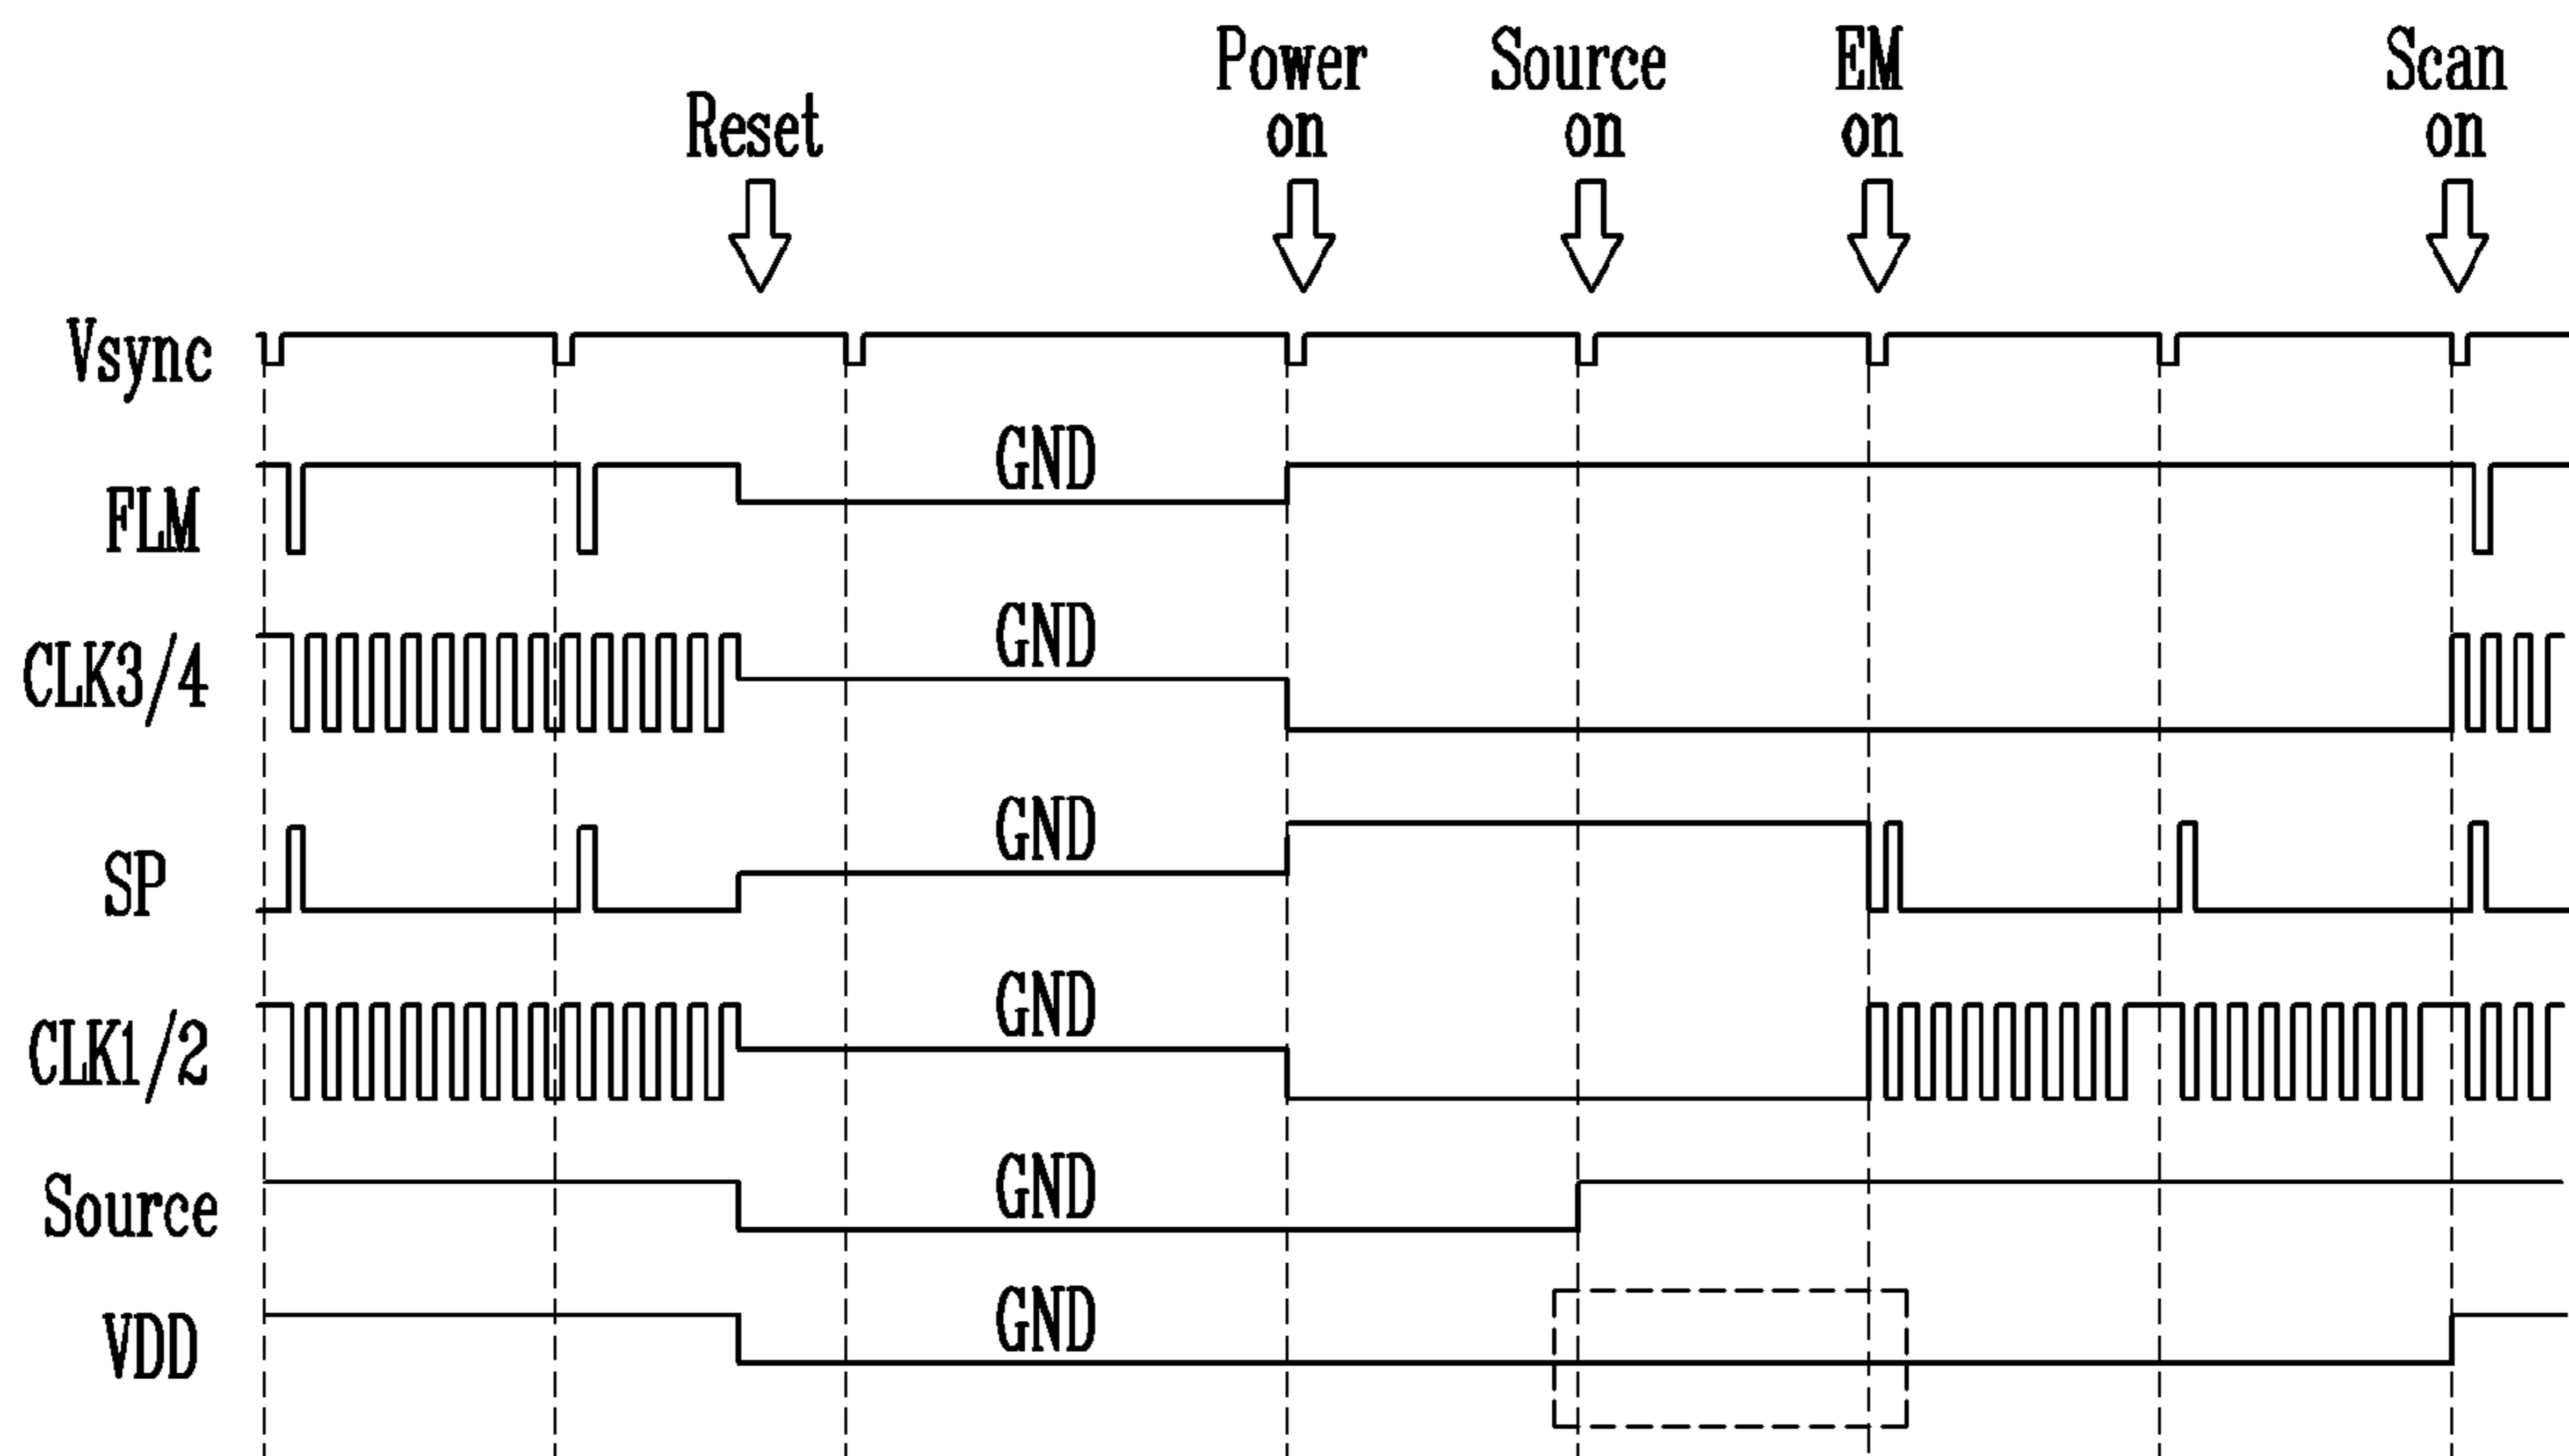 Reset
Power
on
Source
on
EM
on
Scan
on
Vsync
FLM
GND
CLK3/4
GND
SP
GND
CLK1/2
GND
Source
GND
VDD
GND